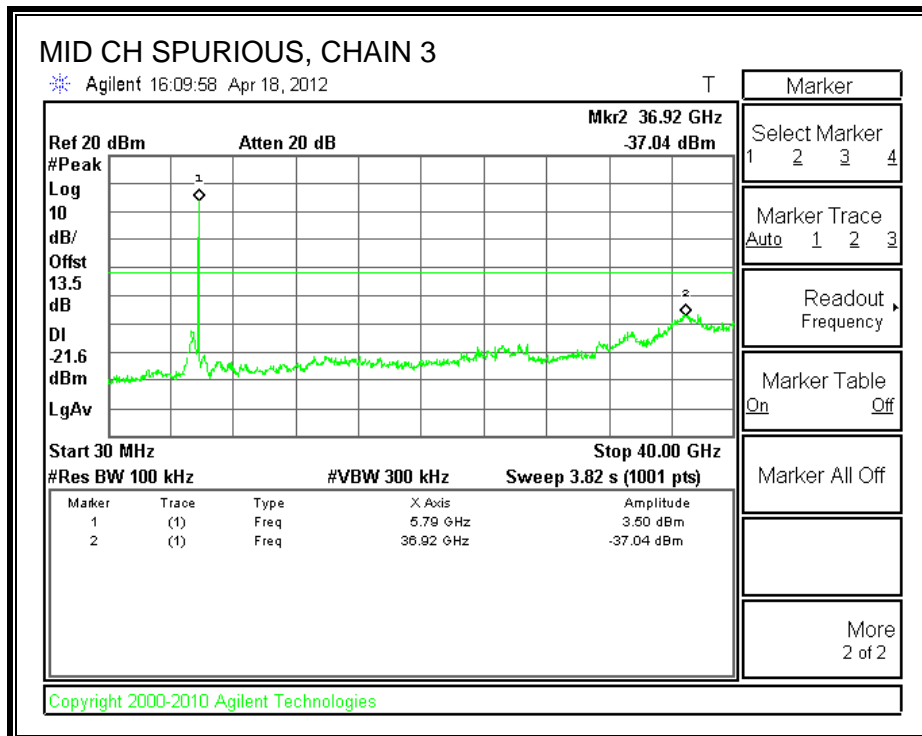 MID CH SPURIOUS, CHAIN 3
Agilent 16:09:58 Apr 18, 2012 T
Mkr2 36.92 GHz
Ref 20 dBm Atten 20 dB -37.04 dBm
#Peak
Log
10
dB/
Offst
13.5
dB
DI
-21.6
dBm
LgAv
1
2
Start 30 MHz Stop 40.00 GHz
#Res BW 100 kHz #VBW 300 kHz Sweep 3.82 s (1001 pts)
Marker Trace Type X Axis Amplitude
1 (1) Freq 5.79 GHz 3.50 dBm
2 (1) Freq 36.92 GHz -37.04 dBm
Copyright 2000-2010 Agilent Technologies
Marker
Select Marker
1 2 3 4
Marker Trace
Auto 1 2 3
Readout
Frequency
Marker Table
On Off
Marker All Off
More
2 of 2